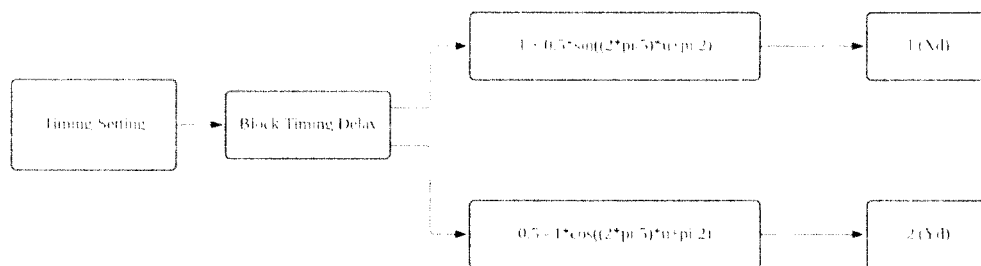 Timing Setting
Block Timing Delay
1 + 0.5*sin((2*pi/5)*u+pi/2)
1 (Xd)
0.5 - 1*cos((2*pi/5)*u+pi/2)
2 (Yd)